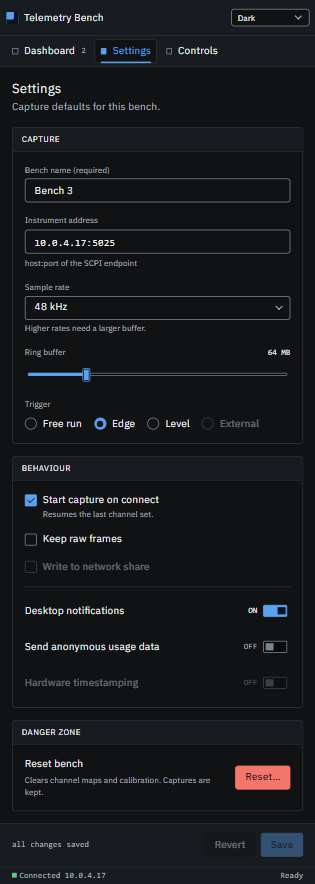 Telemetry Bench
Dark
Dashboard 2
Settings
Controls
Settings
Capture defaults for this bench.
CAPTURE
Bench name (required)
Bench 3
Instrument address
10.0.4.17:5025
host:port of the SCPI endpoint
Sample rate
48 kHz
Higher rates need a larger buffer.
Ring buffer
64 MB
Trigger
Free run
Edge
Level
External
BEHAVIOUR
Start capture on connect
Resumes the last channel set.
Keep raw frames
Write to network share
Desktop notifications
ON
Send anonymous usage data
OFF
Hardware timestamping
OFF
DANGER ZONE
Reset bench
Clears channel maps and calibration. Captures are
kept.
Reset…
all changes saved
Revert
Save
Connected 10.0.4.17
Ready